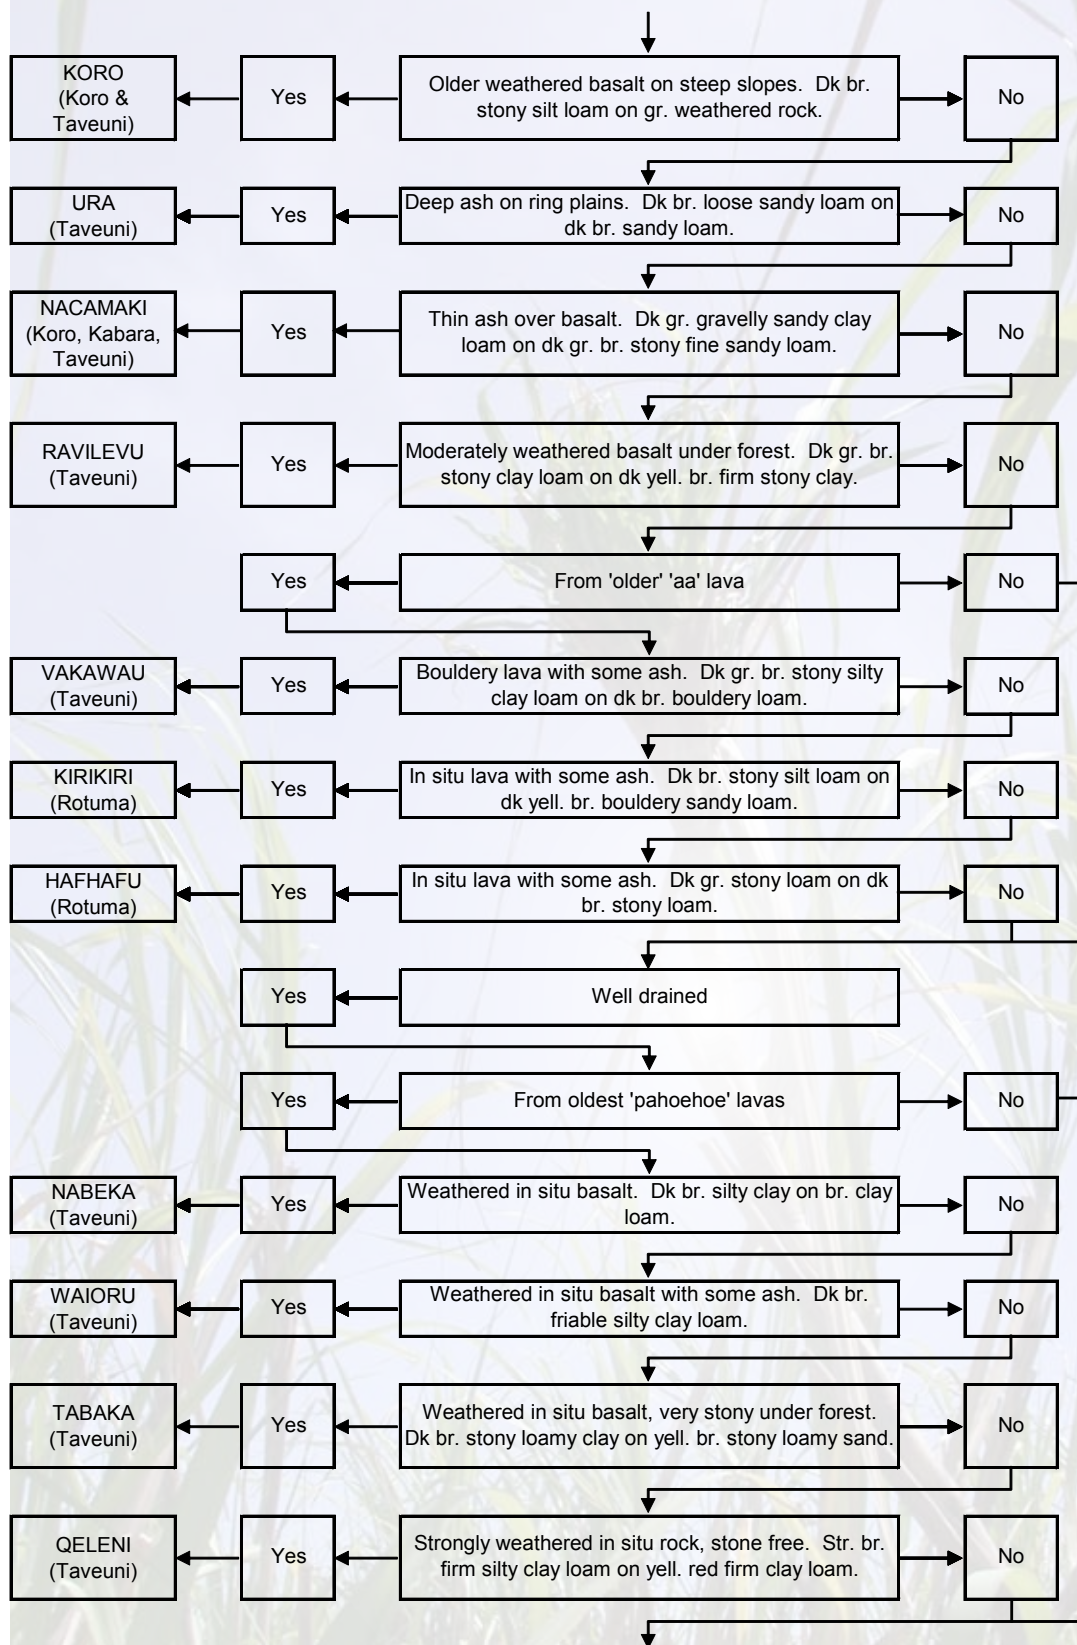 KORO
(Koro &
Taveuni)
Yes
Older weathered basalt on steep slopes. Dk br.
stony silt loam on gr. weathered rock.
No
URA
(Taveuni)
Yes
Deep ash on ring plains. Dk br. loose sandy loam on
dk br. sandy loam.
No
NACAMAKI
(Koro, Kabara,
Taveuni)
Yes
Thin ash over basalt. Dk gr. gravelly sandy clay
loam on dk gr. br. stony fine sandy loam.
No
RAVILEVU
(Taveuni)
Yes
Moderately weathered basalt under forest. Dk gr. br.
stony clay loam on dk yell. br. firm stony clay.
No
Yes
From 'older' 'aa' lava
No
VAKAWAU
(Taveuni)
Yes
Bouldery lava with some ash. Dk gr. br. stony silty
clay loam on dk br. bouldery loam.
No
KIRIKIRI
(Rotuma)
Yes
In situ lava with some ash. Dk br. stony silt loam on
dk yell. br. bouldery sandy loam.
No
HAFHAFU
(Rotuma)
Yes
In situ lava with some ash. Dk gr. stony loam on dk
br. stony loam.
No
Yes
Well drained
Yes
From oldest 'pahoehoe' lavas
No
NABEKA
(Taveuni)
Yes
Weathered in situ basalt. Dk br. silty clay on br. clay
loam.
No
WAIORU
(Taveuni)
Yes
Weathered in situ basalt with some ash. Dk br.
friable silty clay loam.
No
TABAKA
(Taveuni)
Yes
Weathered in situ basalt, very stony under forest.
Dk br. stony loamy clay on yell. br. stony loamy sand.
No
QELENI
(Taveuni)
Yes
Strongly weathered in situ rock, stone free. Str. br.
firm silty clay loam on yell. red firm clay loam.
No